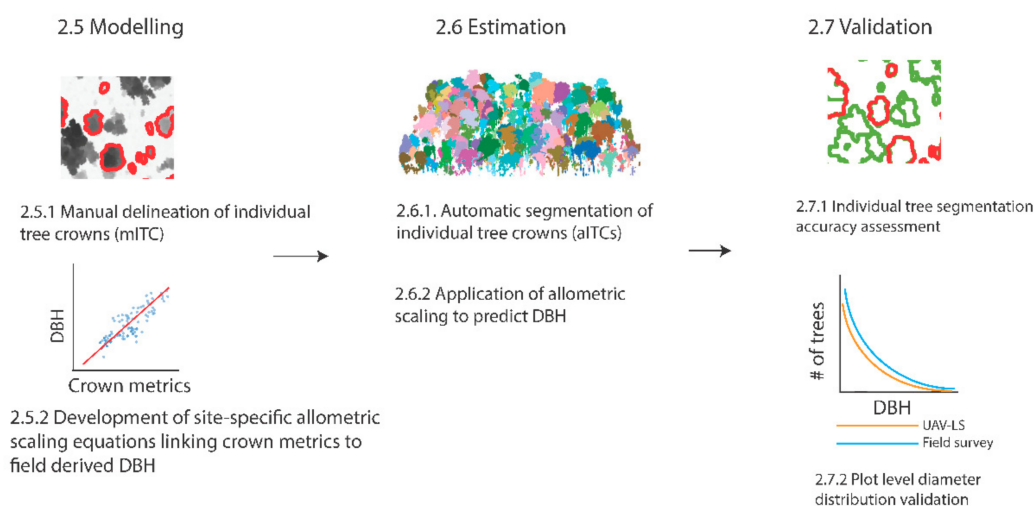 2.5 Modelling
2.5.1 Manual delineation of individual
tree crowns (mITC)
DBH
Crown metrics
2.5.2 Development of site-specific allometric
scaling equations linking crown metrics to
field derived DBH
2.6 Estimation
2.6.1. Automatic segmentation of
individual tree crowns (aITCs)
2.6.2 Application of allometric
scaling to predict DBH
2.7 Validation
2.7.1 Individual tree segmentation
accuracy assessment
# of trees
DBH
UAV-LS
Field survey
2.7.2 Plot level diameter
distribution validation